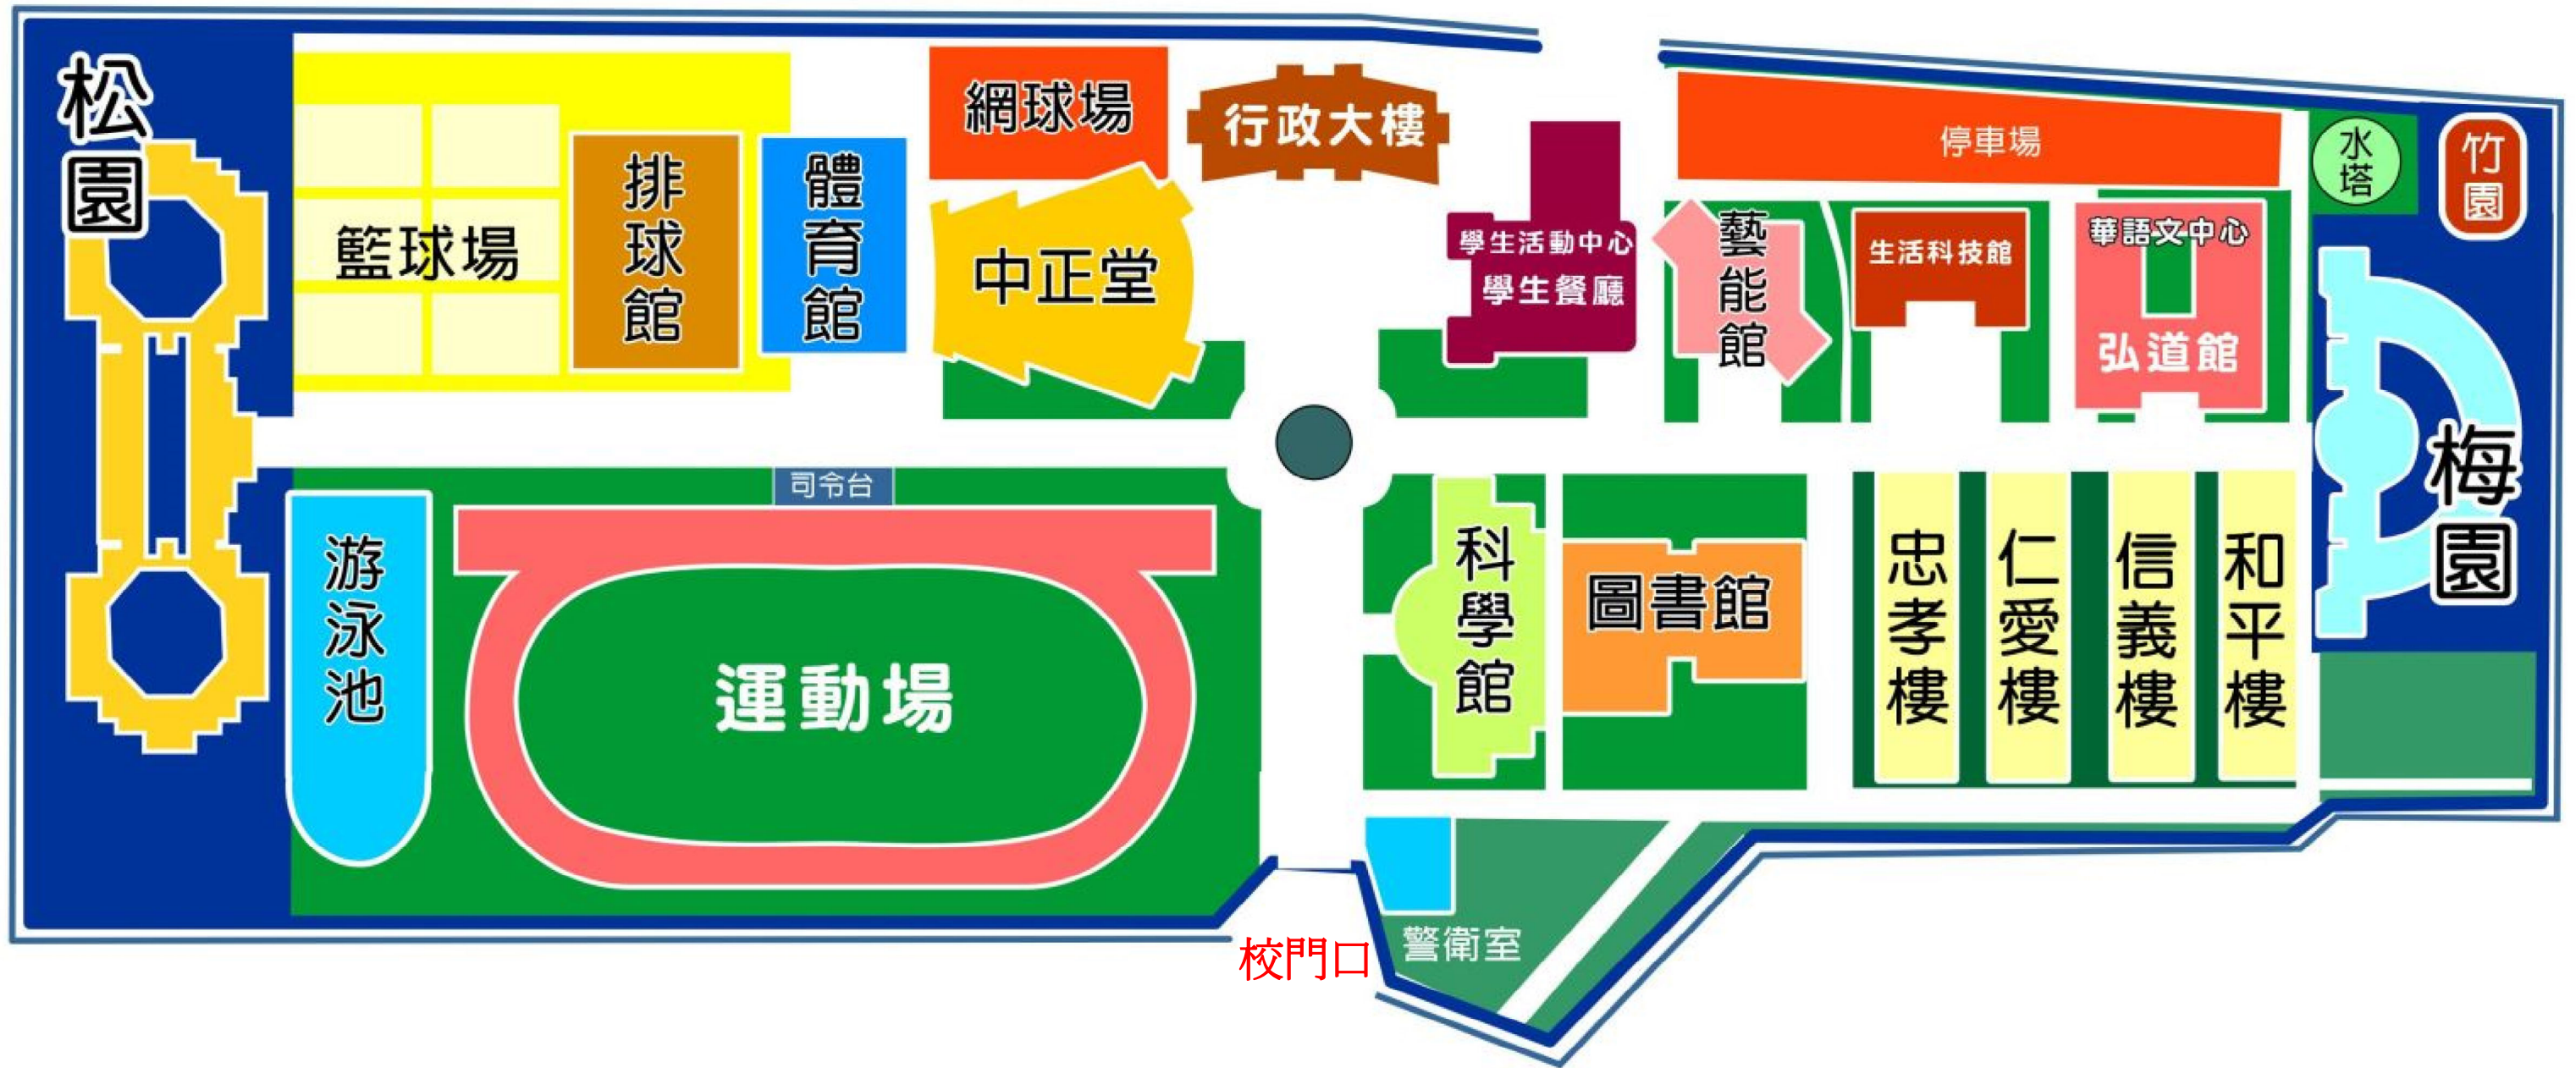 松園
籃球場
排球館
體育館
網球場
中正堂
行政大樓
學生活動中心
學生餐廳
藝能館
停車場
生活科技館
華語文中心
弘道館
水塔
竹園
梅園
司令台
游泳池
運動場
科學館
圖書館
忠孝樓
仁愛樓
信義樓
和平樓
校門口
警衛室